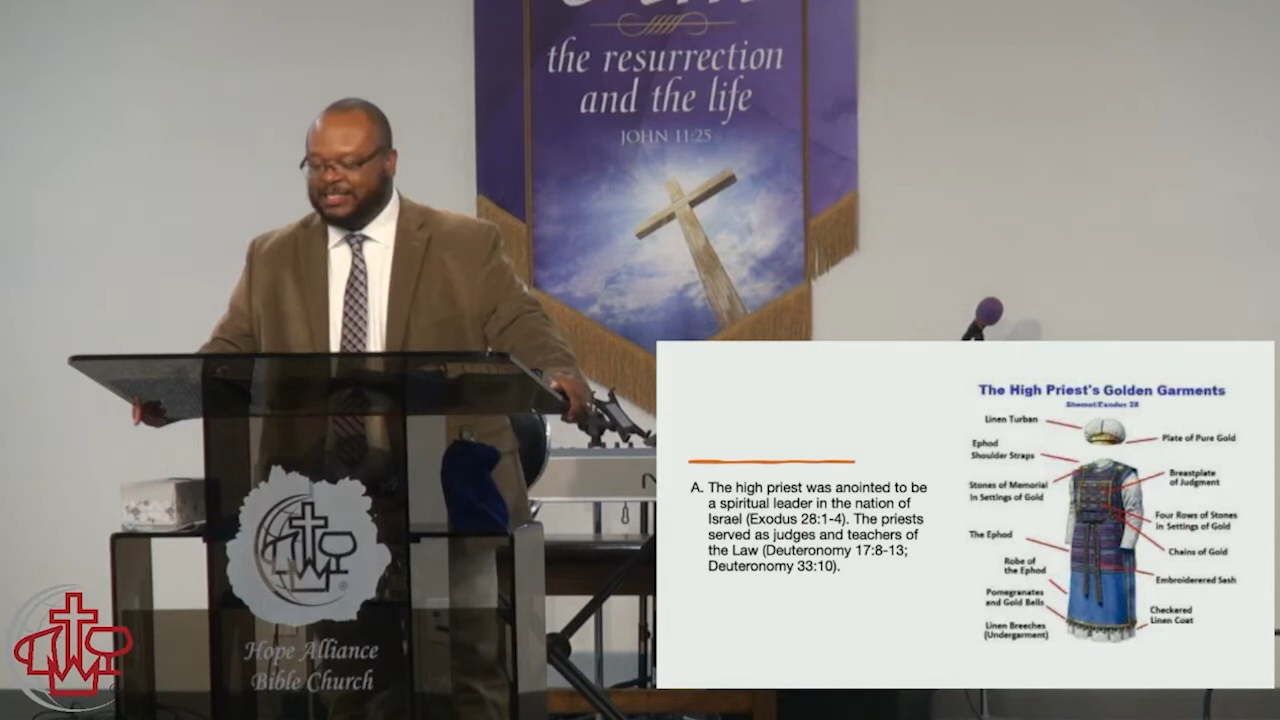 the resurrection
and the life
JOHN 11:25
Hope Alliance
Bible Church
A. The high priest was anointed to be
a spiritual leader in the nation of
Israel (Exodus 28:1-4). The priests
served as judges and teachers of
the Law (Deuteronomy 17:8-13;
Deuteronomy 33:10).
The High Priest's Golden Garments
Shemot/Exodus 28
Linen Turban
Plate of Pure Gold
Ephod
Shoulder Straps
Breastplate
of Judgment
Stones of Memorial
In Settings of Gold
Four Rows of Stones
in Settings of Gold
The Ephod
Chains of Gold
Robe of
the Ephod
Embroiderered Sash
Pomegranates
and Gold Bells
Checkered
Linen Coat
Linen Breeches
(Undergarment)